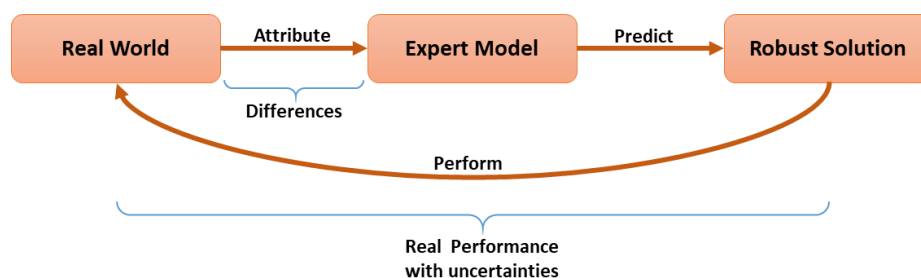 Attribute
Predict
Real World
Expert Model
Robust Solution
Differences
Perform
Real Performance
with uncertainties